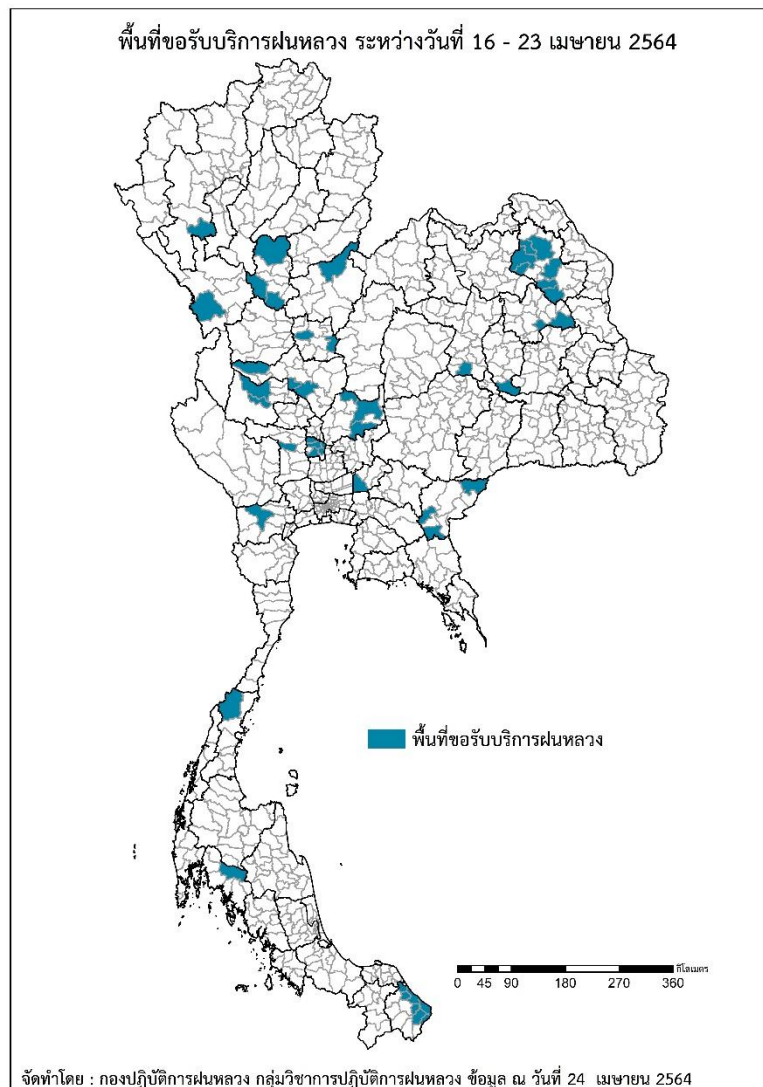 พื้นที่ขอรับบริการฝนหลวง ระหว่างวันที่ 16 - 23 เมษายน 2564
พื้นที่ขอรับบริการฝนหลวง
กิโลเมตร
0 45 90 180 270 360
จัดทำโดย : กองปฏิบัติการฝนหลวง กลุ่มวิชาการปฏิบัติการฝนหลวง ข้อมูล ณ วันที่ 24 เมษายน 2564